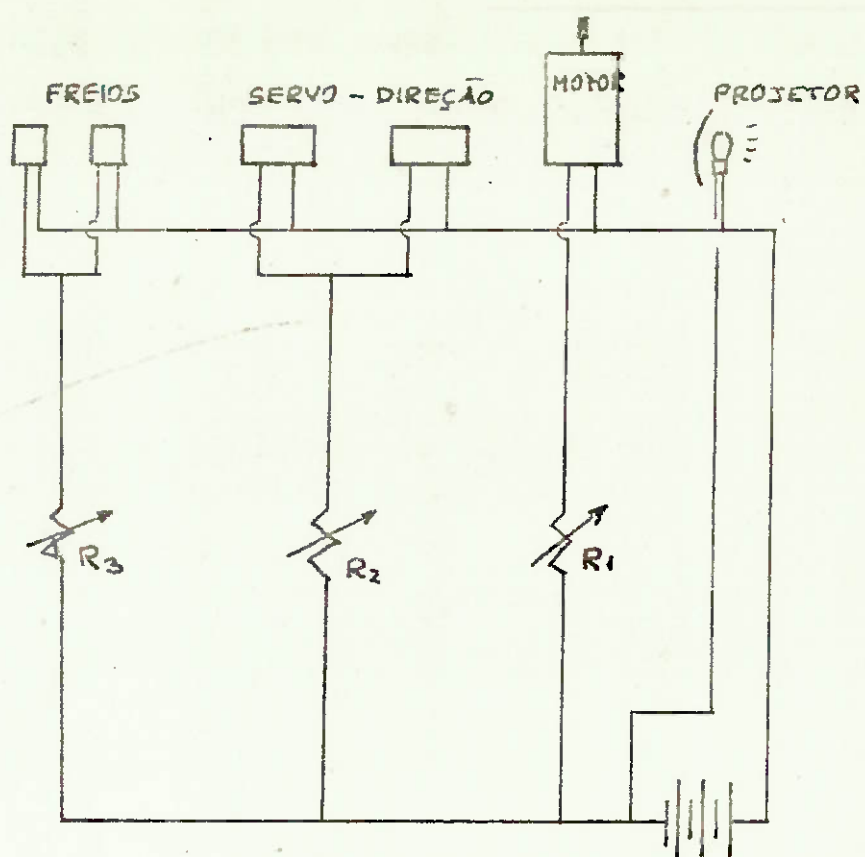 FREIOS
SERVO - DIREÇÃO
MOTOR
PROJETOR
R3
R2
R1